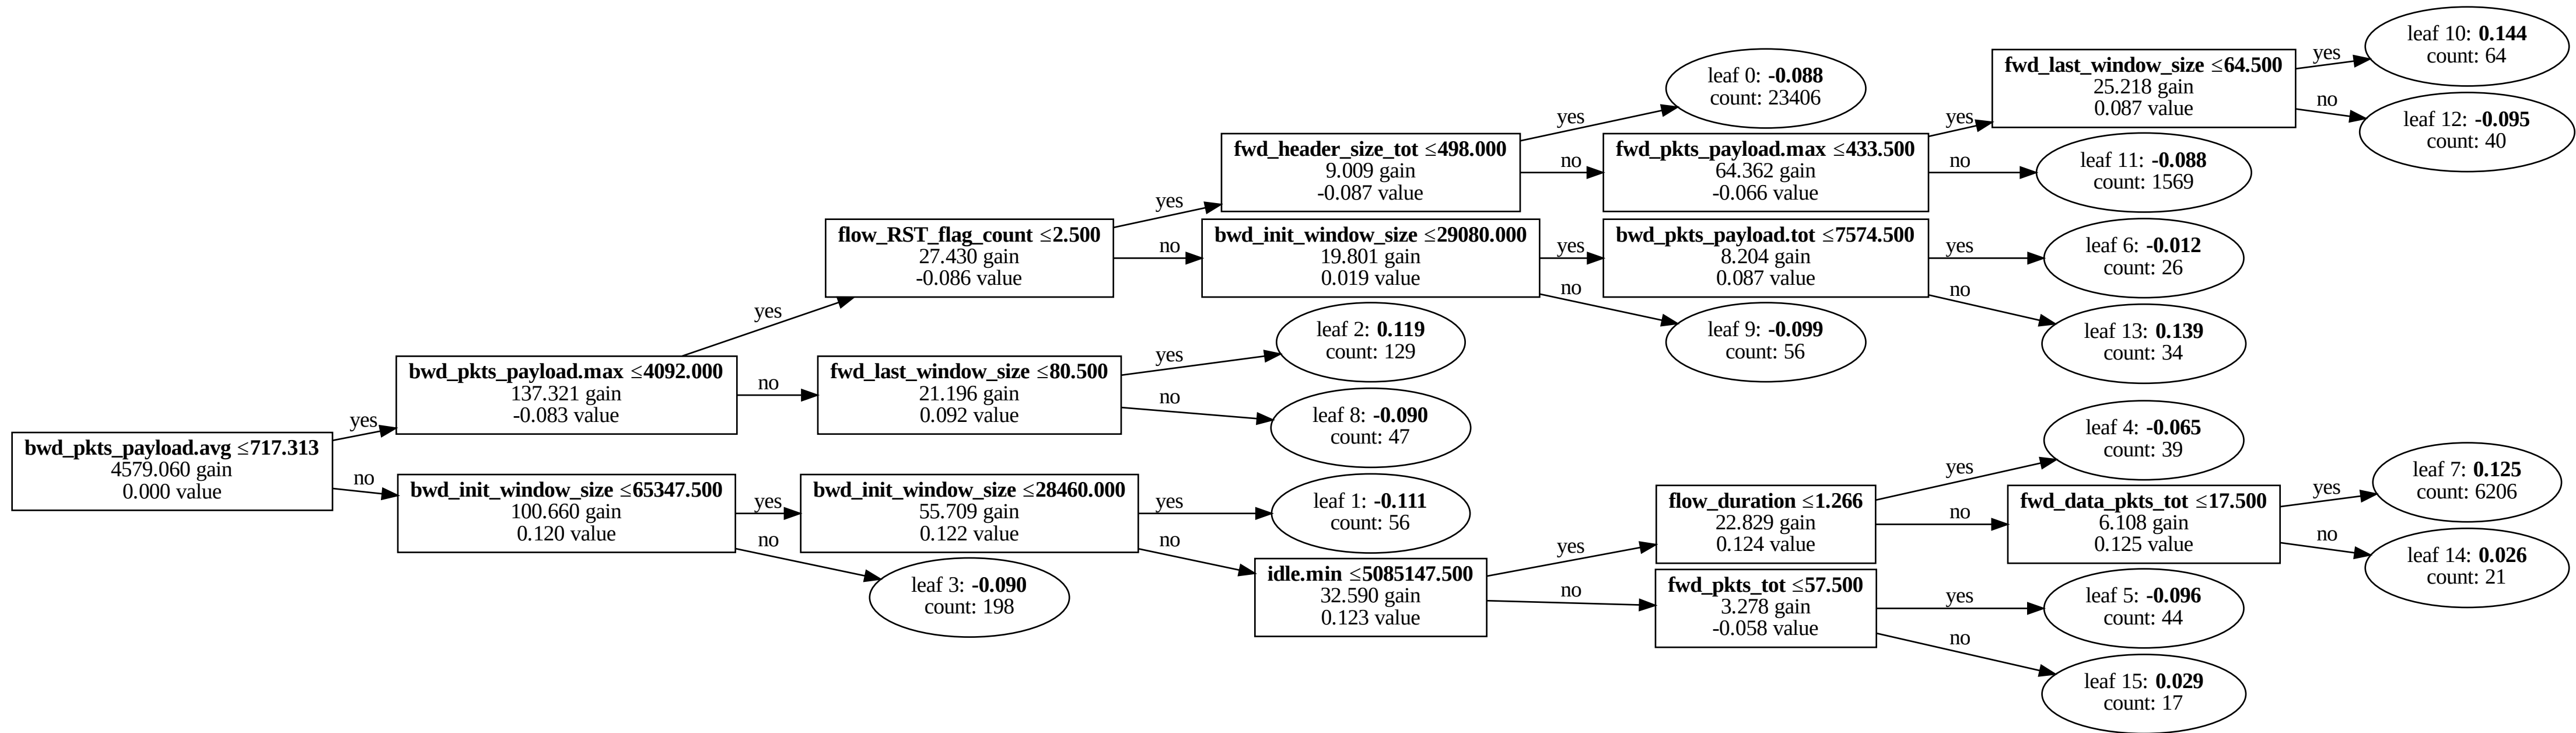 bwd_pkts_payload.avg ≤717.313
4579.060 gain
0.000 value
yes
no
bwd_pkts_payload.max ≤4092.000
137.321 gain
-0.083 value
yes
no
bwd_init_window_size ≤65347.500
100.660 gain
0.120 value
yes
no
flow_RST_flag_count ≤2.500
27.430 gain
-0.086 value
yes
no
fwd_last_window_size ≤80.500
21.196 gain
0.092 value
yes
no
bwd_init_window_size ≤28460.000
55.709 gain
0.122 value
yes
no
leaf 3: -0.090
count: 198
fwd_header_size_tot ≤498.000
9.009 gain
-0.087 value
yes
no
bwd_init_window_size ≤29080.000
19.801 gain
0.019 value
yes
no
leaf 2: 0.119
count: 129
leaf 8: -0.090
count: 47
leaf 1: -0.111
count: 56
idle.min ≤5085147.500
32.590 gain
0.123 value
yes
no
leaf 0: -0.088
count: 23406
fwd_pkts_payload.max ≤433.500
64.362 gain
-0.066 value
yes
no
bwd_pkts_payload.tot ≤7574.500
8.204 gain
0.087 value
yes
no
leaf 9: -0.099
count: 56
flow_duration ≤1.266
22.829 gain
0.124 value
yes
no
fwd_pkts_tot ≤57.500
3.278 gain
-0.058 value
yes
no
fwd_last_window_size ≤64.500
25.218 gain
0.087 value
yes
no
leaf 11: -0.088
count: 1569
leaf 6: -0.012
count: 26
leaf 13: 0.139
count: 34
leaf 4: -0.065
count: 39
fwd_data_pkts_tot ≤17.500
6.108 gain
0.125 value
yes
no
leaf 5: -0.096
count: 44
leaf 15: 0.029
count: 17
leaf 10: 0.144
count: 64
leaf 12: -0.095
count: 40
leaf 7: 0.125
count: 6206
leaf 14: 0.026
count: 21